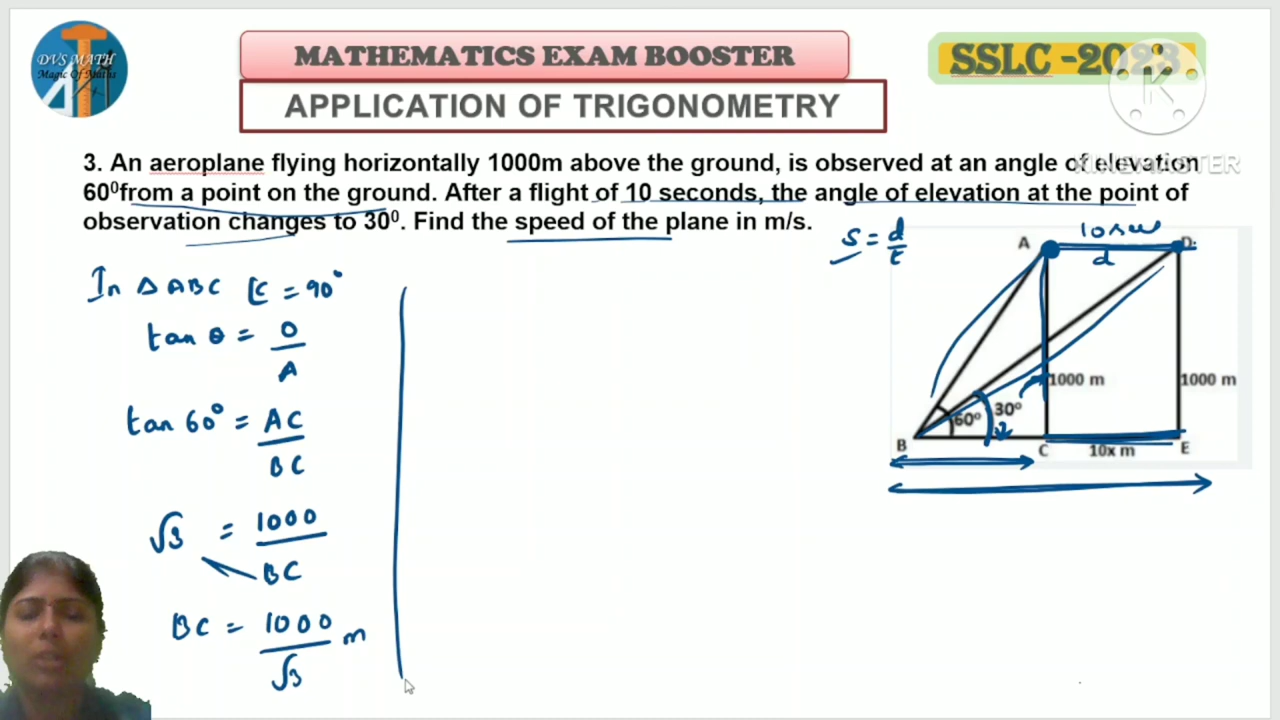 DVS MATH
Magic Of Maths
MATHEMATICS EXAM BOOSTER
SSLC -2023
K
KINEMASTER
APPLICATION OF TRIGONOMETRY
3. An aeroplane flying horizontally 1000m above the ground, is observed at an angle of elevation
60⁰from a point on the ground. After a flight of 10 seconds, the angle of elevation at the point of
observation changes to 30⁰. Find the speed of the plane in m/s.
S = d/t
A 10 sec D
d
1000 m 1000 m
60° 30°
B C 10x m E
In △ABC ∠C = 90°
tan θ = O/A
tan 60° = AC/BC
√3 = 1000/BC
BC = 1000/√3 m